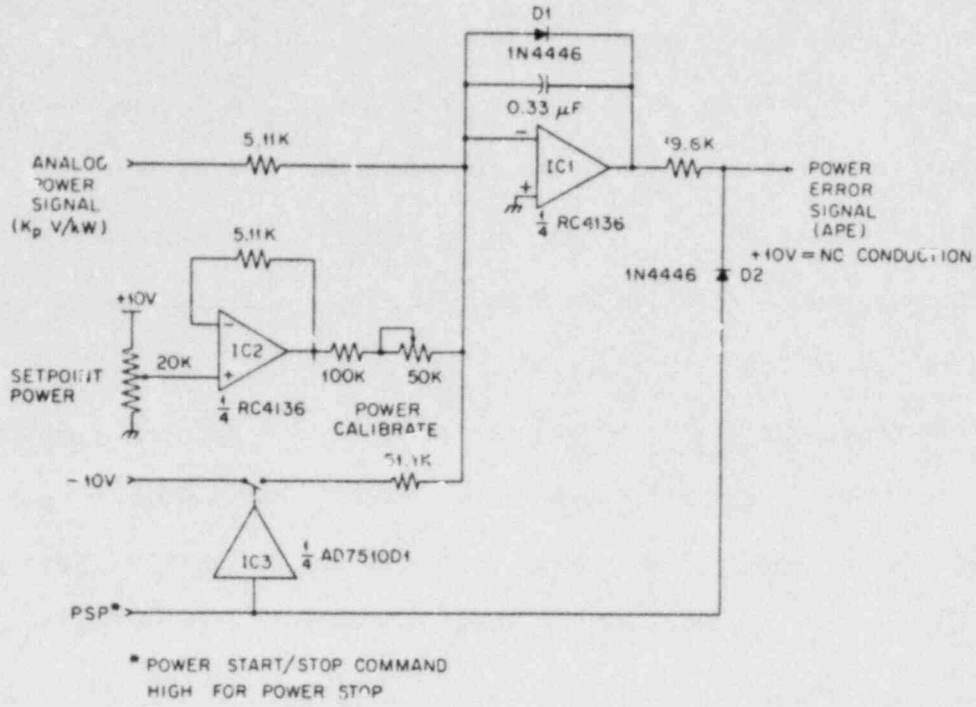 D1
1N4446
0.33 μF
5.11K
ANALOG
POWER
SIGNAL
(Kp V/kW)
-
IC1
+
1/4 RC4136
POWER
ERROR
SIGNAL
(APE)
+10V=NC CONDUCTION
1N4446
D2
5.11K
+10V
SETPOINT
POWER
20K
-
IC2
+
1/4 RC4136
100K
50K
POWER
CALIBRATE
-10V
IC3
1/4 AD7510D1
PSP*
* POWER START/STOP COMMAND
HIGH FOR POWER STOP